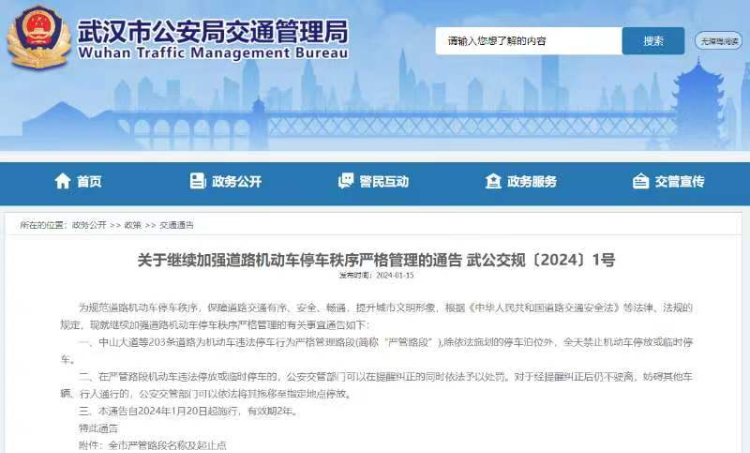 武汉市公安局交通管理局
Wuhan Traffic Management Bureau
请输入您想了解的内容
搜索
无障碍阅读
首页
政务公开
警民互动
政务服务
交管宣传
所在的位置：政务公开 >> 政策 >> 交通通告
关于继续加强道路机动车停车秩序严格管理的通告 武公交规〔2024〕1号
发布时间：2024-01-15
为规范道路机动车停车秩序，保障道路交通有序、安全、畅通，提升城市文明形象，根据《中华人民共和国道路交通安全法》等法律、法规的
规定，现就继续加强道路机动车停车秩序严格管理的有关事宜通告如下：
一、中山大道等203条道路为机动车违法停车行为严格管理路段(简称“严管路段”),除依法施划的停车泊位外，全天禁止机动车停放或临时停
车。
二、在严管路段机动车违法停放或临时停车的，公安交管部门可以在提醒纠正的同时依法予以处罚。对于经提醒纠正后仍不驶离，妨碍其他车
辆、行人通行的，公安交管部门可以依法将其拖移至指定地点停放。
三、本通告自2024年1月20日起施行，有效期2年。
特此通告
附件：全市严管路段名称及起止点